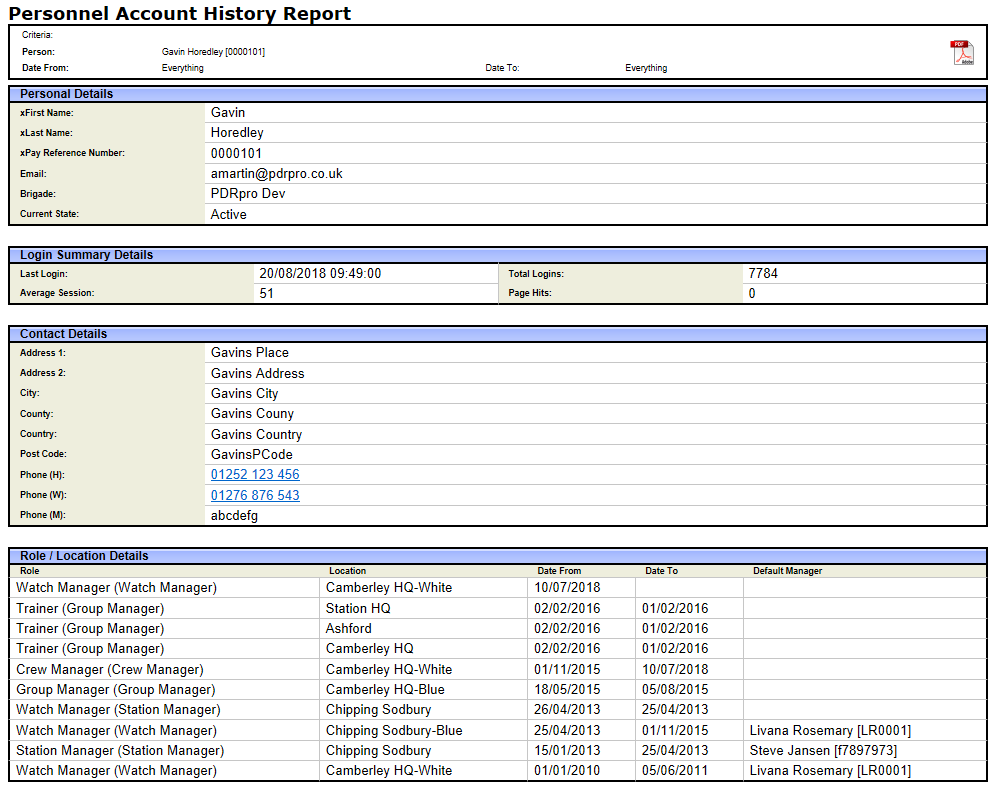 Personnel Account History Report
Criteria:
Person: Gavin Horedley [0000101]
Date From: Everything Date To: Everything
PDF
Adobe
Personal Details
xFirst Name: Gavin
xLast Name: Horedley
xPay Reference Number: 0000101
Email: amartin@pdrpro.co.uk
Brigade: PDRpro Dev
Current State: Active
Login Summary Details
Last Login: 20/08/2018 09:49:00 Total Logins: 7784
Average Session: 51 Page Hits: 0
Contact Details
Address 1: Gavins Place
Address 2: Gavins Address
City: Gavins City
County: Gavins Couny
Country: Gavins Country
Post Code: GavinsPCode
Phone (H): 01252 123 456
Phone (W): 01276 876 543
Phone (M): abcdefg
Role / Location Details
Role Location Date From Date To Default Manager
Watch Manager (Watch Manager) Camberley HQ-White 10/07/2018
Trainer (Group Manager) Station HQ 02/02/2016 01/02/2016
Trainer (Group Manager) Ashford 02/02/2016 01/02/2016
Trainer (Group Manager) Camberley HQ 02/02/2016 01/02/2016
Crew Manager (Crew Manager) Camberley HQ-White 01/11/2015 10/07/2018
Group Manager (Group Manager) Camberley HQ-Blue 18/05/2015 05/08/2015
Watch Manager (Station Manager) Chipping Sodbury 26/04/2013 25/04/2013
Watch Manager (Watch Manager) Chipping Sodbury-Blue 25/04/2013 01/11/2015 Livana Rosemary [LR0001]
Station Manager (Station Manager) Chipping Sodbury 15/01/2013 25/04/2013 Steve Jansen [f7897973]
Watch Manager (Watch Manager) Camberley HQ-White 01/01/2010 05/06/2011 Livana Rosemary [LR0001]